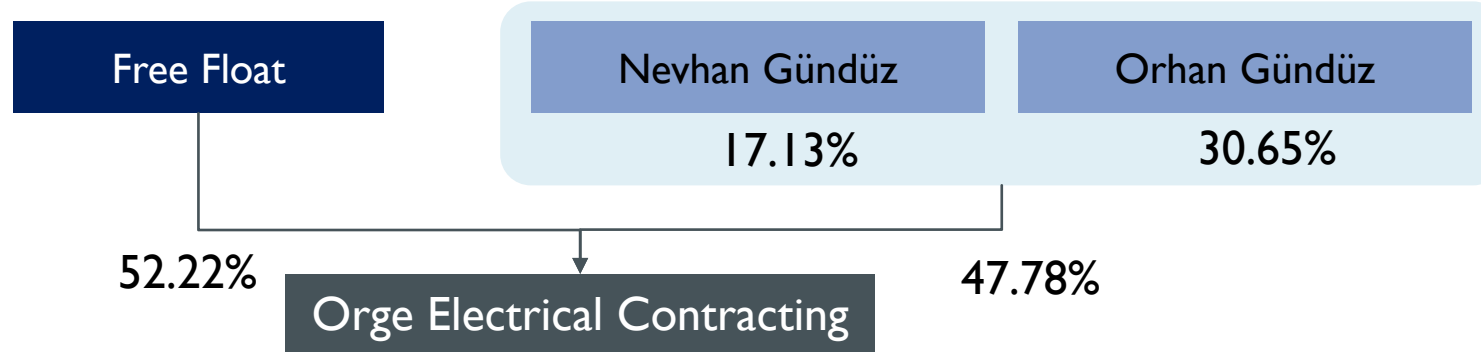 Free Float
Nevhan Gündüz
Orhan Gündüz
17.13%
30.65%
52.22%
47.78%
Orge Electrical Contracting